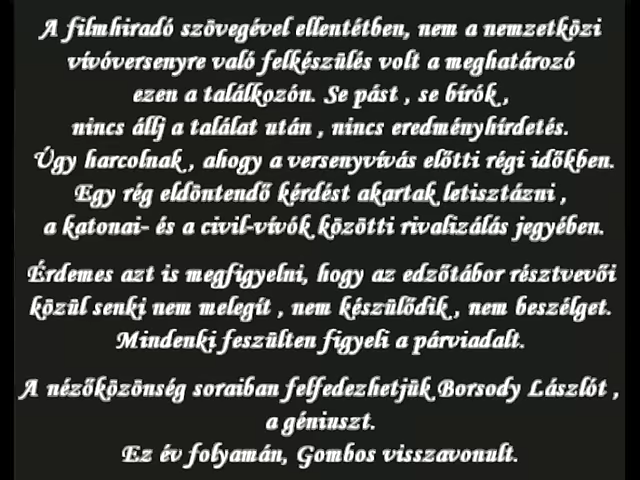 A filmhiradó szövegével ellentétben, nem a nemzetközi
vívóversenyre való felkészülés volt a meghatározó
ezen a találkozón. Se pást , se bírók ,
nincs állj a találat után , nincs eredményhírdetés.
Úgy harcolnak , ahogy a versenyvívás előtti régi időkben.
Egy rég eldöntendő kérdést akartak letisztázni ,
a katonai- és a civil-vívók közötti rivalizálás jegyében.
Érdemes azt is megfigyelni, hogy az edzőtábor résztvevői
közül senki nem melegít , nem készülődik , nem beszélget.
Mindenki feszülten figyeli a párviadalt.
A nézőközönség soraiban felfedezhetjük Borsody Lászlót ,
a géniuszt.
Ez év folyamán, Gombos visszavonult.